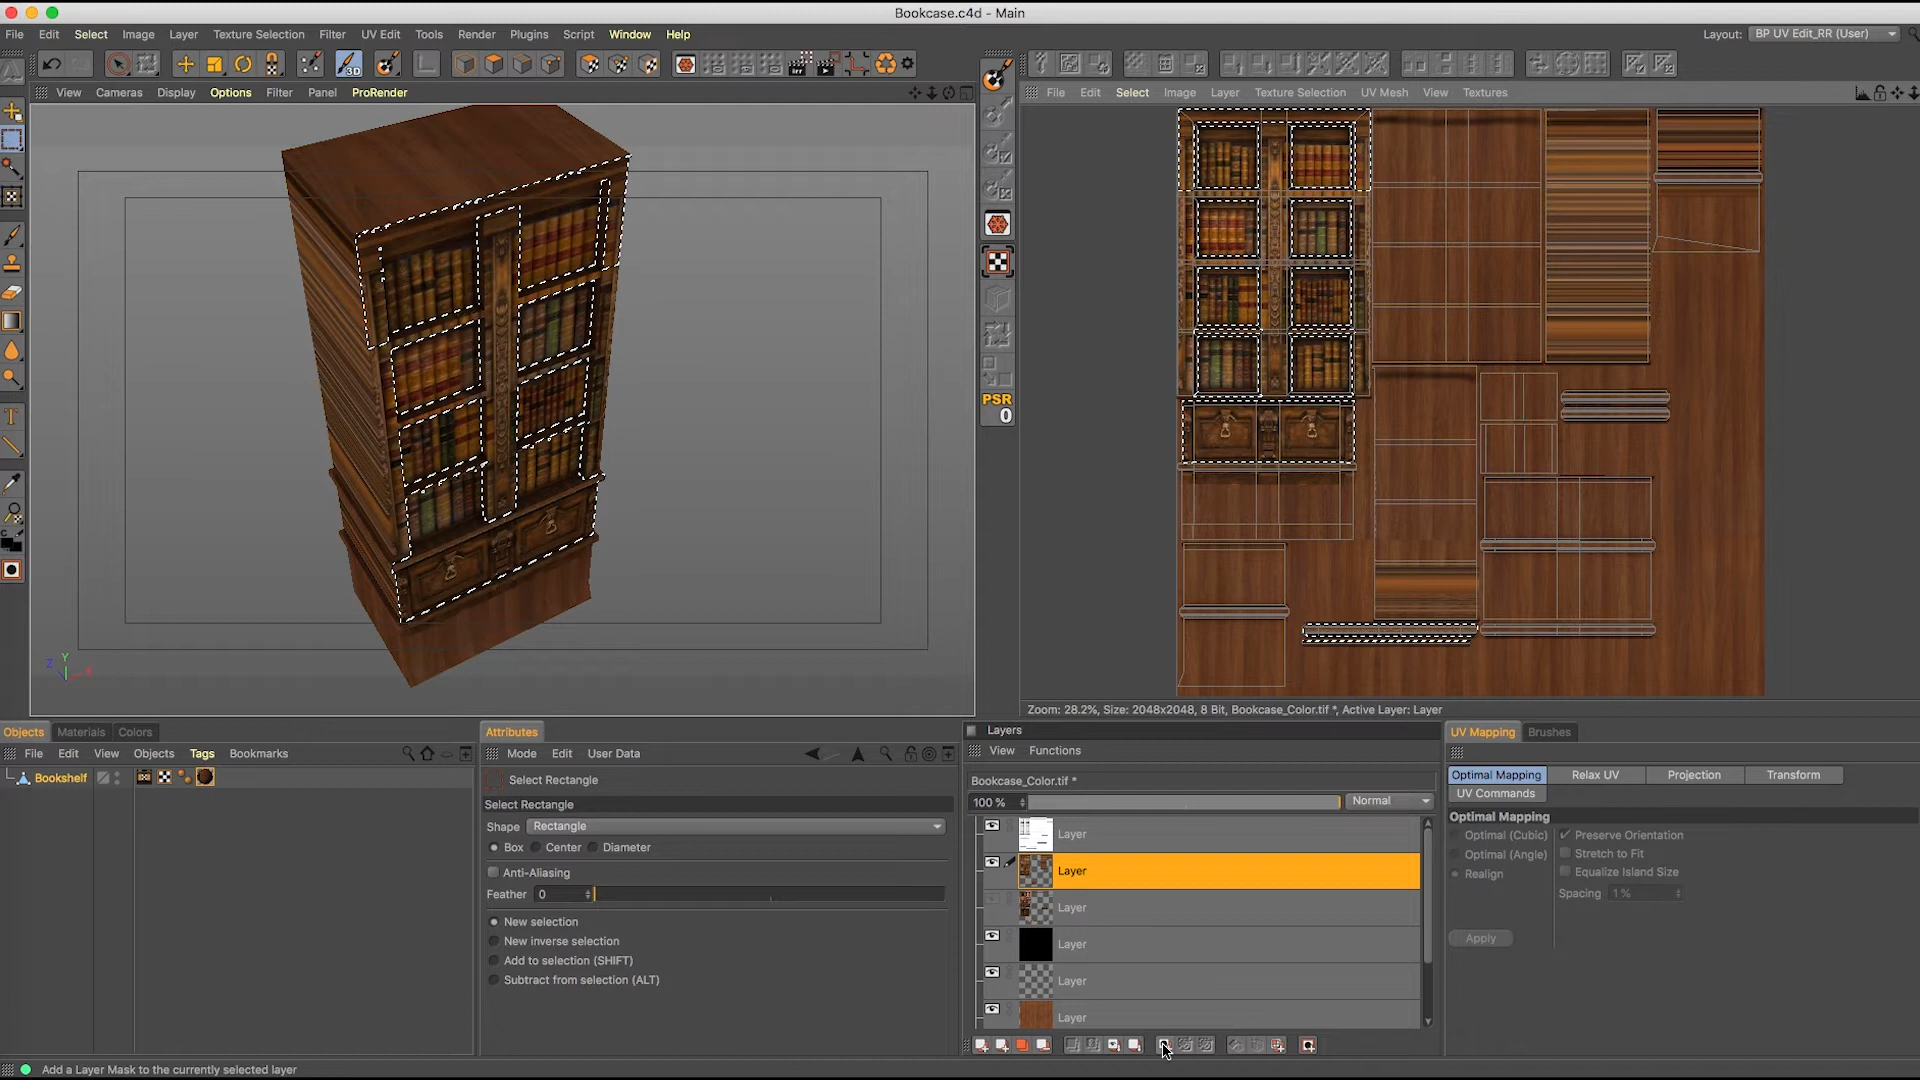 Bookcase.c4d - Main
File Edit Select Image Layer Texture Selection Filter UV Edit Tools Render Plugins Script Window Help
Layout: BP UV Edit_RR (User)
3D
View Cameras Display Options Filter Panel ProRender
File Edit Select Image Layer Texture Selection UV Mesh View Textures
PSR
0
Y
Z
X
Zoom: 28.2%, Size: 2048x2048, 8 Bit, Bookcase_Color.tif *, Active Layer: Layer
Objects Materials Colors
File Edit View Objects Tags Bookmarks
Bookshelf
Attributes
Mode Edit User Data
Select Rectangle
Select Rectangle
Shape Rectangle
Box Center Diameter
Anti-Aliasing
Feather 0
New selection
New inverse selection
Add to selection (SHIFT)
Subtract from selection (ALT)
Layers
View Functions
Bookcase_Color.tif *
100 % Normal
Layer
Layer
Layer
Layer
Layer
Layer
UV Mapping Brushes
Optimal Mapping Relax UV Projection Transform
UV Commands
Optimal Mapping
Optimal (Cubic) Preserve Orientation
Optimal (Angle) Stretch to Fit
Realign Equalize Island Size
Spacing 1 %
Apply
Add a Layer Mask to the currently selected layer